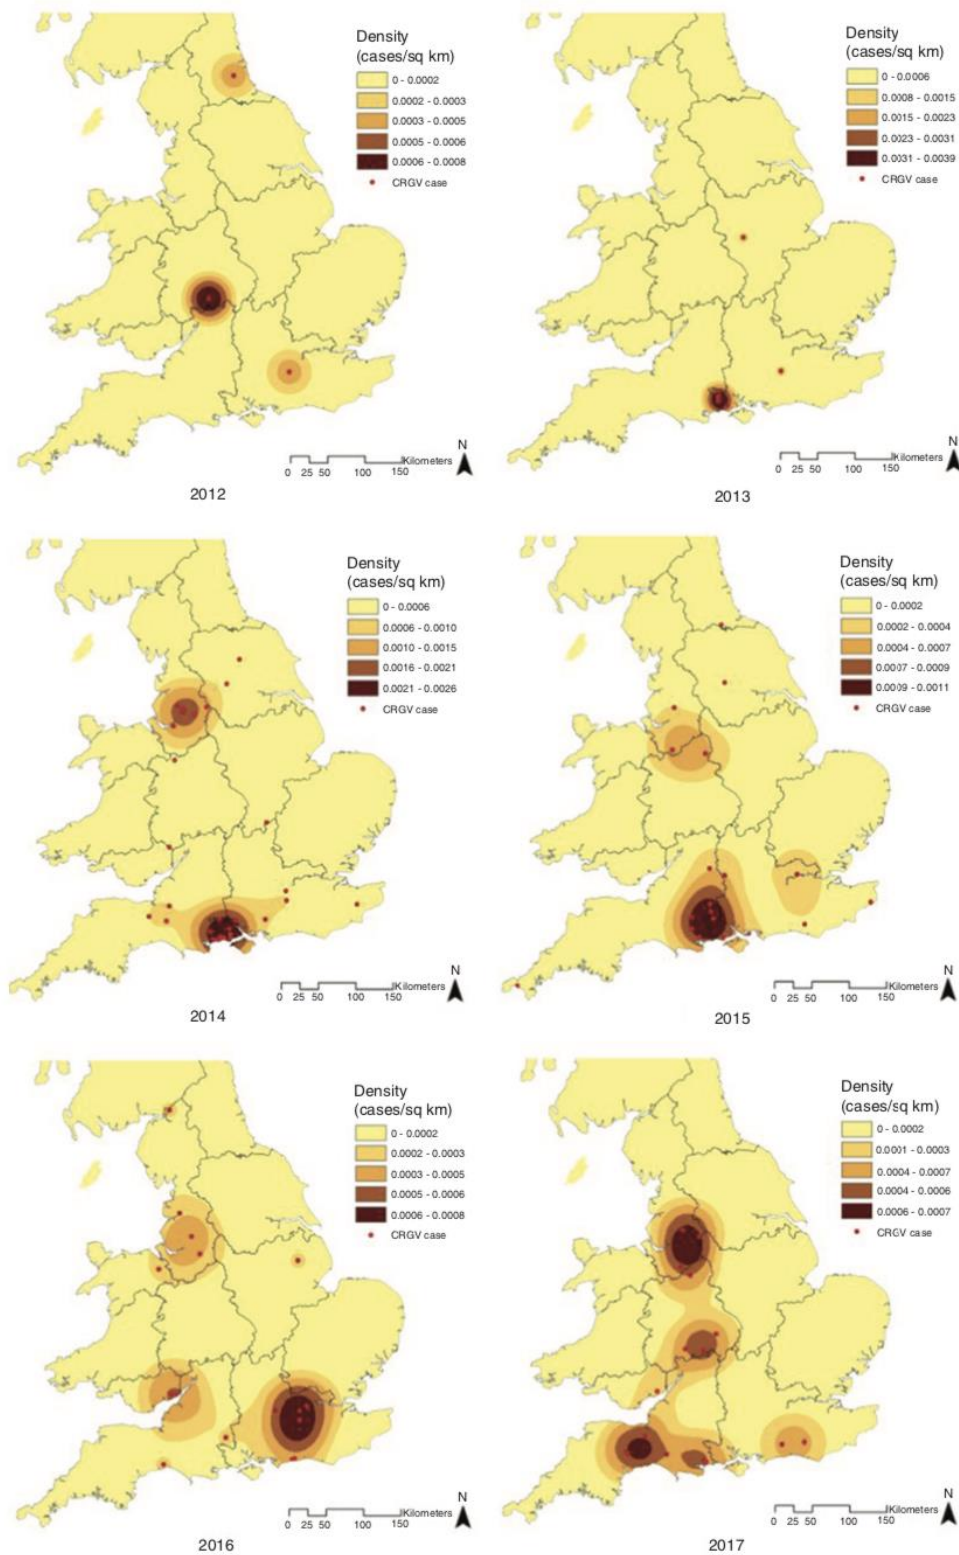 Density
(cases/sq km)
0 - 0.0002
0.0002 - 0.0003
0.0003 - 0.0005
0.0005 - 0.0006
0.0006 - 0.0008
CRGV case
N
Kilometers
0 25 50 100 150
2012
Density
(cases/sq km)
0 - 0.0006
0.0008 - 0.0015
0.0015 - 0.0023
0.0023 - 0.0031
0.0031 - 0.0039
CRGV case
N
Kilometers
0 25 50 100 150
2013
Density
(cases/sq km)
0 - 0.0006
0.0006 - 0.0010
0.0010 - 0.0015
0.0016 - 0.0021
0.0021 - 0.0026
CRGV case
N
Kilometers
0 25 50 100 150
2014
Density
(cases/sq km)
0 - 0.0002
0.0002 - 0.0004
0.0004 - 0.0007
0.0007 - 0.0009
0.0009 - 0.0011
CRGV case
N
Kilometers
0 25 50 100 150
2015
Density
(cases/sq km)
0 - 0.0002
0.0002 - 0.0003
0.0003 - 0.0005
0.0005 - 0.0006
0.0006 - 0.0008
CRGV case
N
Kilometers
0 25 50 100 150
2016
Density
(cases/sq km)
0 - 0.0002
0.0001 - 0.0003
0.0004 - 0.0007
0.0004 - 0.0006
0.0006 - 0.0007
CRGV case
N
Kilometers
0 25 50 100 150
2017